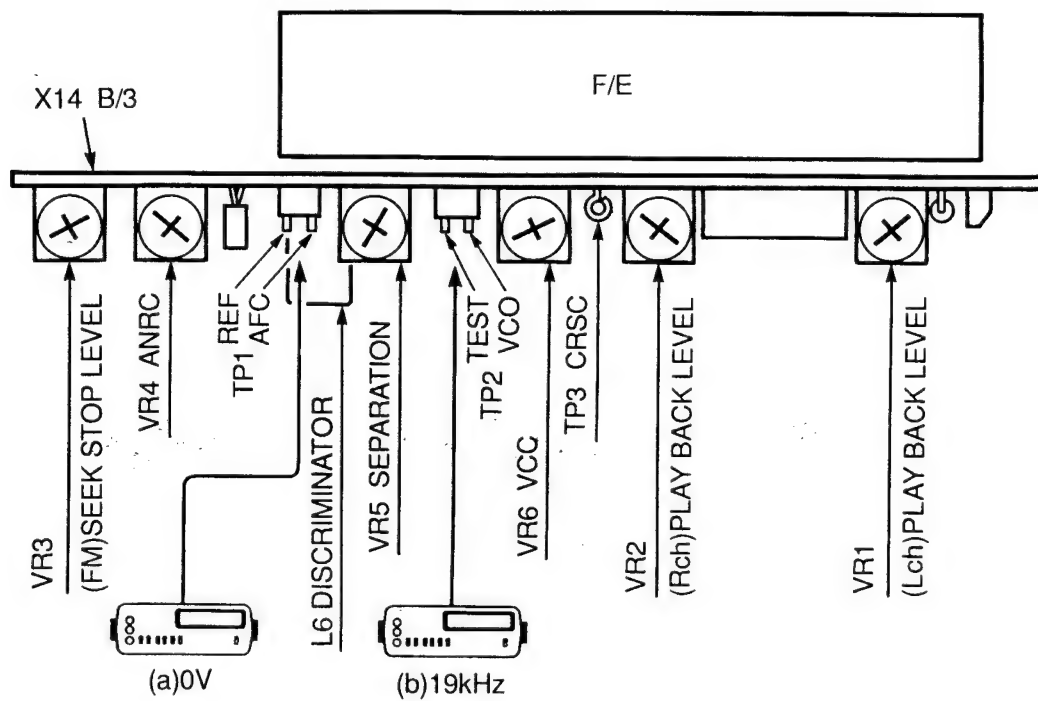 F/E
X14 B/3
VR3
(FM)SEEK STOP LEVEL
VR4 ANRC
TP1 REF
AFC
L6 DISCRIMINATOR
VR5 SEPARATION
TP2 TEST
VCO
VR6 VCC
TP3 CRSC
VR2
(Rch)PLAY BACK LEVEL
VR1
(Lch)PLAY BACK LEVEL
(a)0V
(b)19kHz